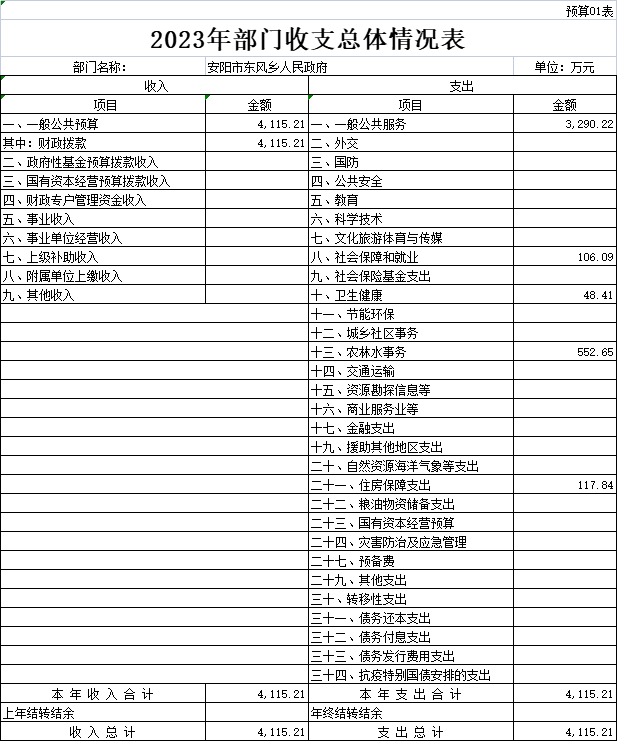 预算01表
2023年部门收支总体情况表
部门名称: 安阳市东风乡人民政府 单位: 万元
收入 支出
项目 金额 项目 金额
一、一般公共预算 4,115.21 一、一般公共服务 3,290.22
其中: 财政拨款 4,115.21 二、外交
二、政府性基金预算拨款收入 三、国防
三、国有资本经营预算拨款收入 四、公共安全
四、财政专户管理资金收入 五、教育
五、事业收入 六、科学技术
六、事业单位经营收入 七、文化旅游体育与传媒
七、上级补助收入 八、社会保障和就业 106.09
八、附属单位上缴收入 九、社会保险基金支出
九、其他收入 十、卫生健康 48.41
十一、节能环保
十二、城乡社区事务
十三、农林水事务 552.65
十四、交通运输
十五、资源勘探信息等
十六、商业服务业等
十七、金融支出
十九、援助其他地区支出
二十、自然资源海洋气象等支出
二十一、住房保障支出 117.84
二十二、粮油物资储备支出
二十三、国有资本经营预算
二十四、灾害防治及应急管理
二十七、预备费
二十九、其他支出
三十、转移性支出
三十一、债务还本支出
三十二、债务付息支出
三十三、债务发行费用支出
三十四、抗疫特别国债安排的支出
本年收入合计 4,115.21 本年支出合计 4,115.21
上年结转结余 年终结转结余
收入总计 4,115.21 支出总计 4,115.21